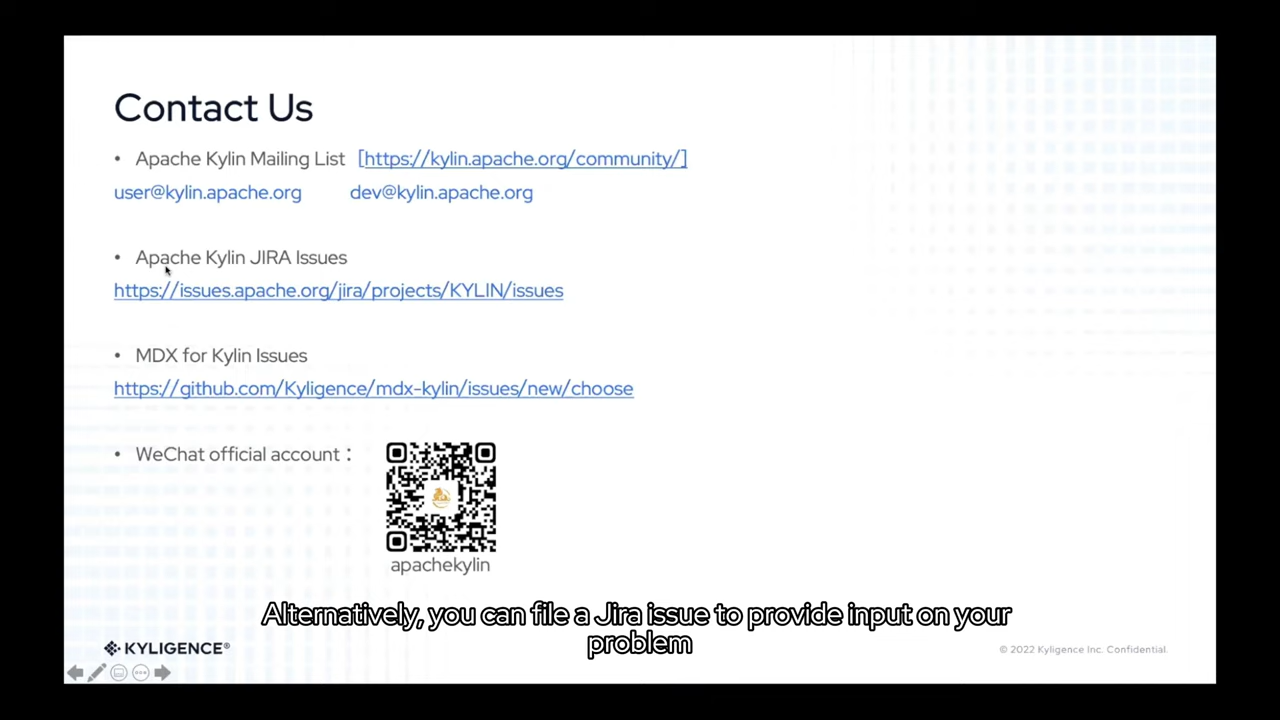 Contact Us
• Apache Kylin Mailing List [https://kylin.apache.org/community/]
user@kylin.apache.org dev@kylin.apache.org
• Apache Kylin JIRA Issues
https://issues.apache.org/jira/projects/KYLIN/issues
• MDX for Kylin Issues
https://github.com/Kyligence/mdx-kylin/issues/new/choose
• WeChat official account：
apachekylin
Alternatively, you can file a Jira issue to provide input on your
problem
KYLIGENCE®
© 2022 Kyligence Inc. Confidential.